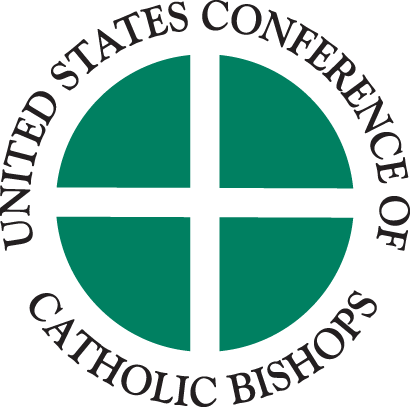 UNITED STATES CONFERENCE OF
CATHOLIC BISHOPS